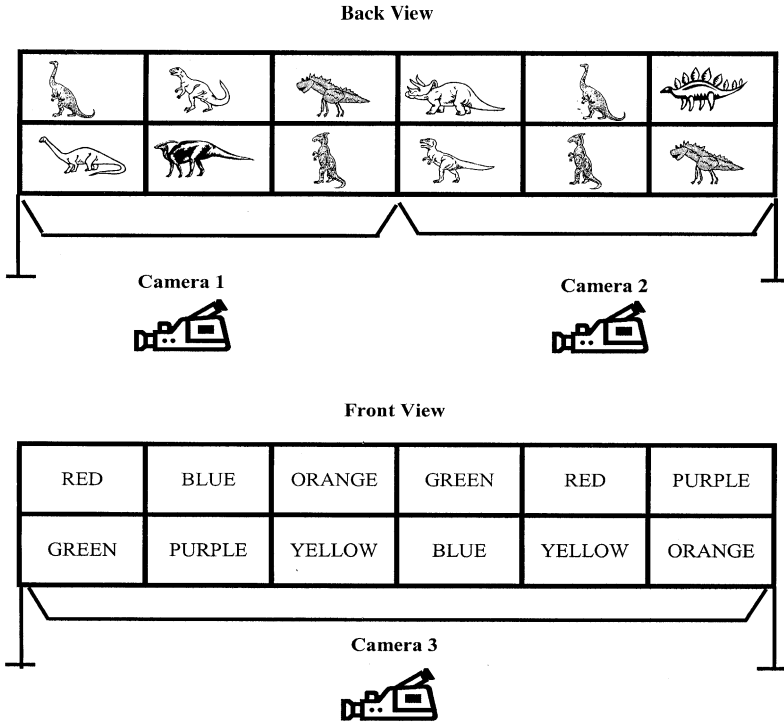 Back View
Camera 1
Camera 2
Front View
RED BLUE ORANGE GREEN RED PURPLE
GREEN PURPLE YELLOW BLUE YELLOW ORANGE
Camera 3